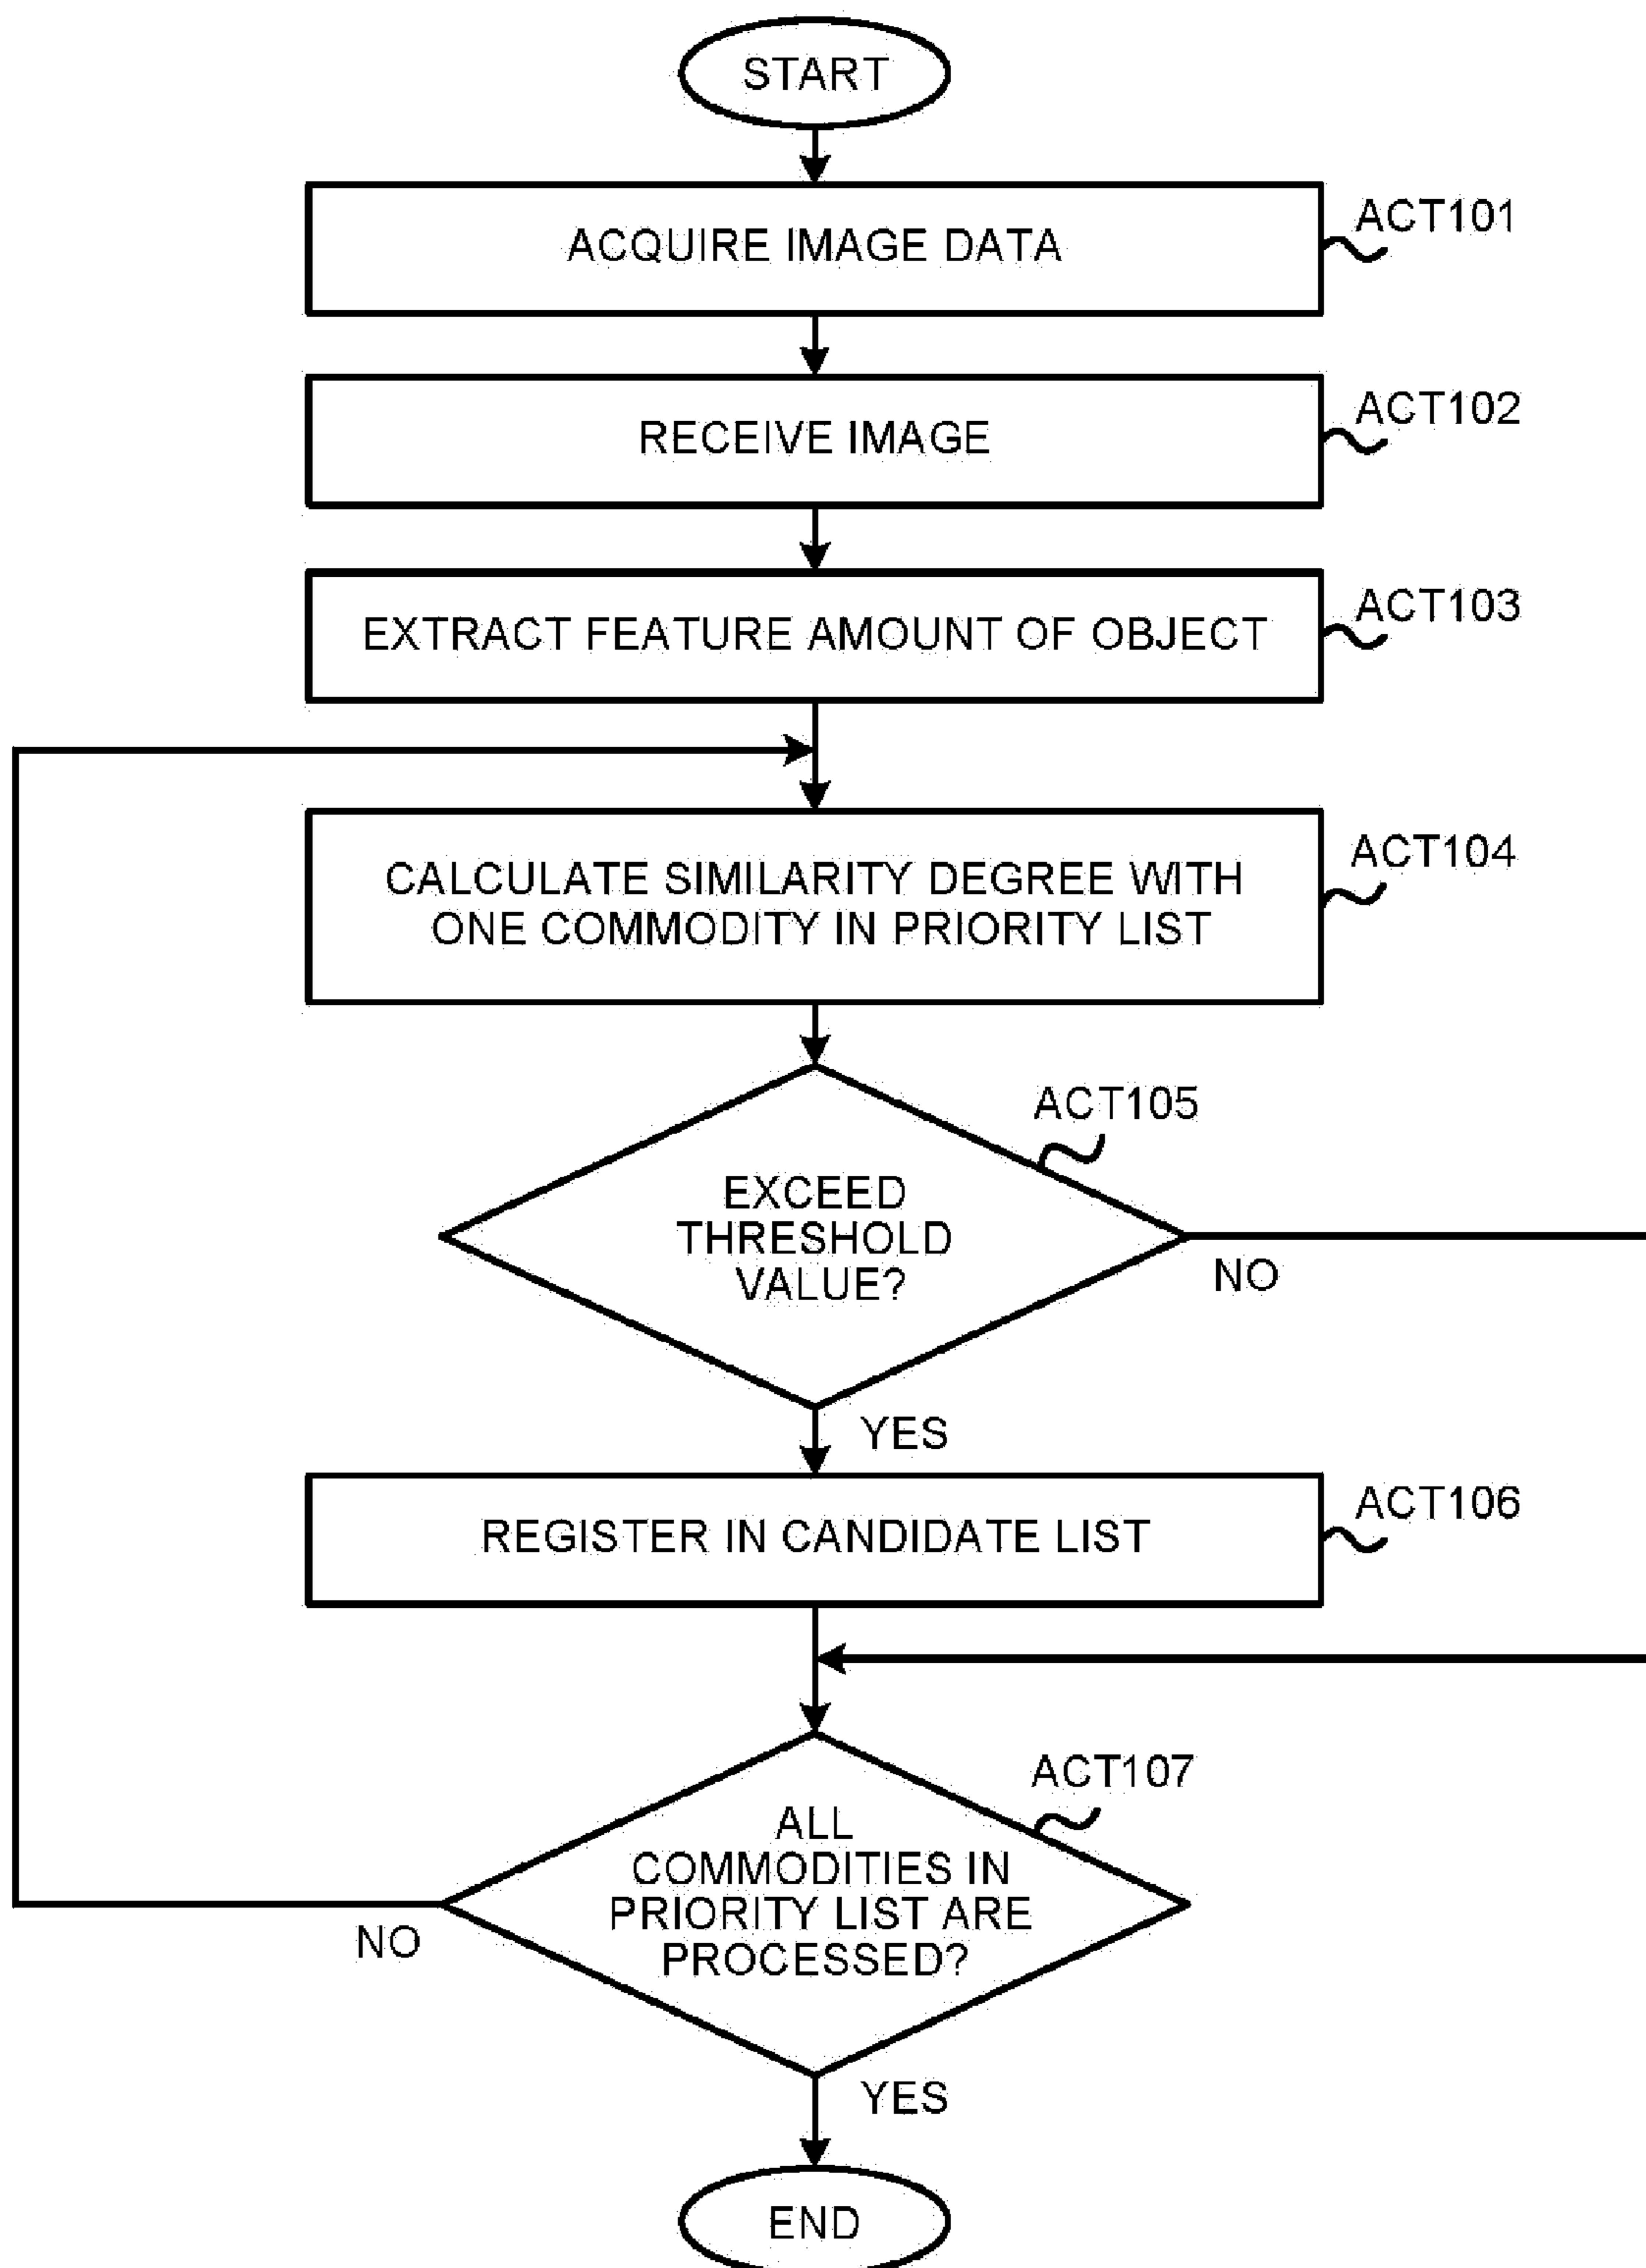 START
ACQUIRE IMAGE DATA
ACT101
RECEIVE IMAGE
ACT102
EXTRACT FEATURE AMOUNT OF OBJECT
ACT103
CALCULATE SIMILARITY DEGREE WITH
ONE COMMODITY IN PRIORITY LIST
ACT104
ACT105
EXCEED
THRESHOLD
VALUE?
NO
YES
REGISTER IN CANDIDATE LIST
ACT106
ACT107
ALL
COMMODITIES IN
PRIORITY LIST ARE
PROCESSED?
NO
YES
END